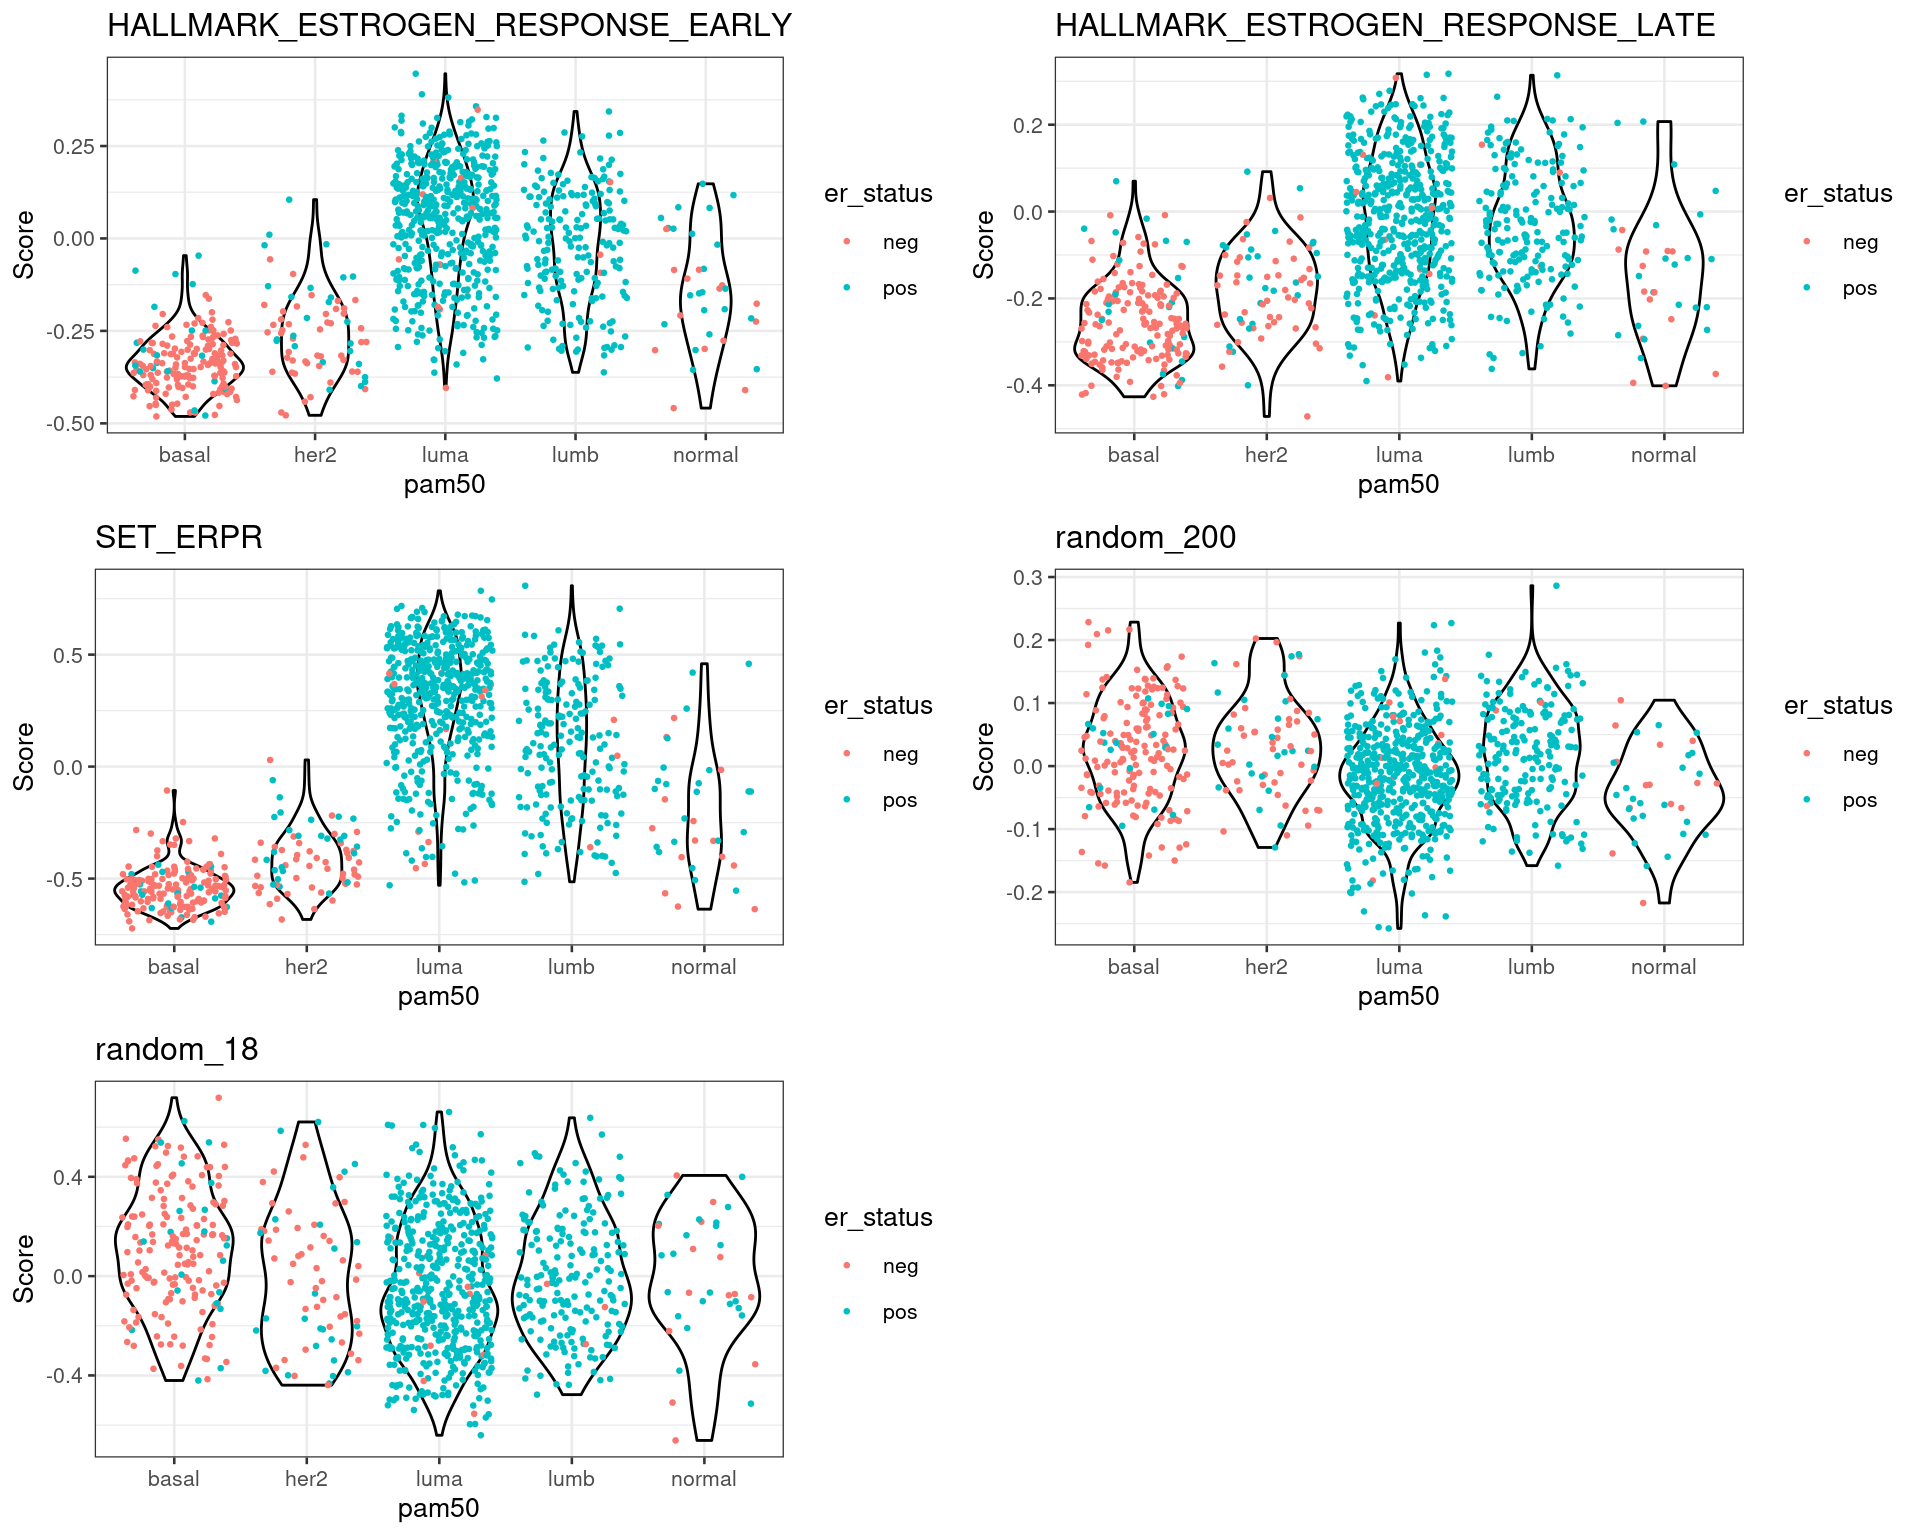 HALLMARK_ESTROGEN_RESPONSE_EARLY
Score
0.25
0.00
-0.25
-0.50
basal her2 luma lumb normal
pam50
er_status
neg
pos
HALLMARK_ESTROGEN_RESPONSE_LATE
Score
0.2
0.0
-0.2
-0.4
basal her2 luma lumb normal
pam50
er_status
neg
pos
SET_ERPR
Score
0.5
0.0
-0.5
basal her2 luma lumb normal
pam50
er_status
neg
pos
random_200
Score
0.3
0.2
0.1
0.0
-0.1
-0.2
basal her2 luma lumb normal
pam50
er_status
neg
pos
random_18
Score
0.4
0.0
-0.4
basal her2 luma lumb normal
pam50
er_status
neg
pos